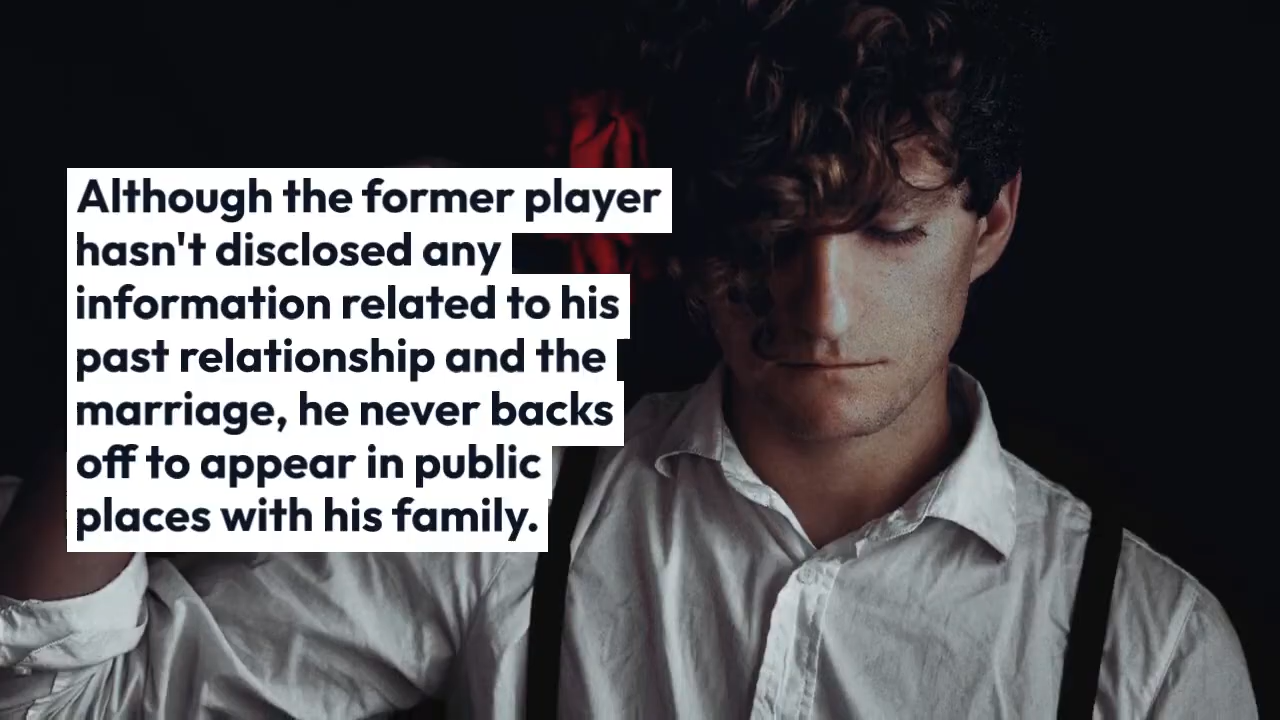 Although the former player
hasn't disclosed any
information related to his
past relationship and the
marriage, he never backs
off to appear in public
places with his family.